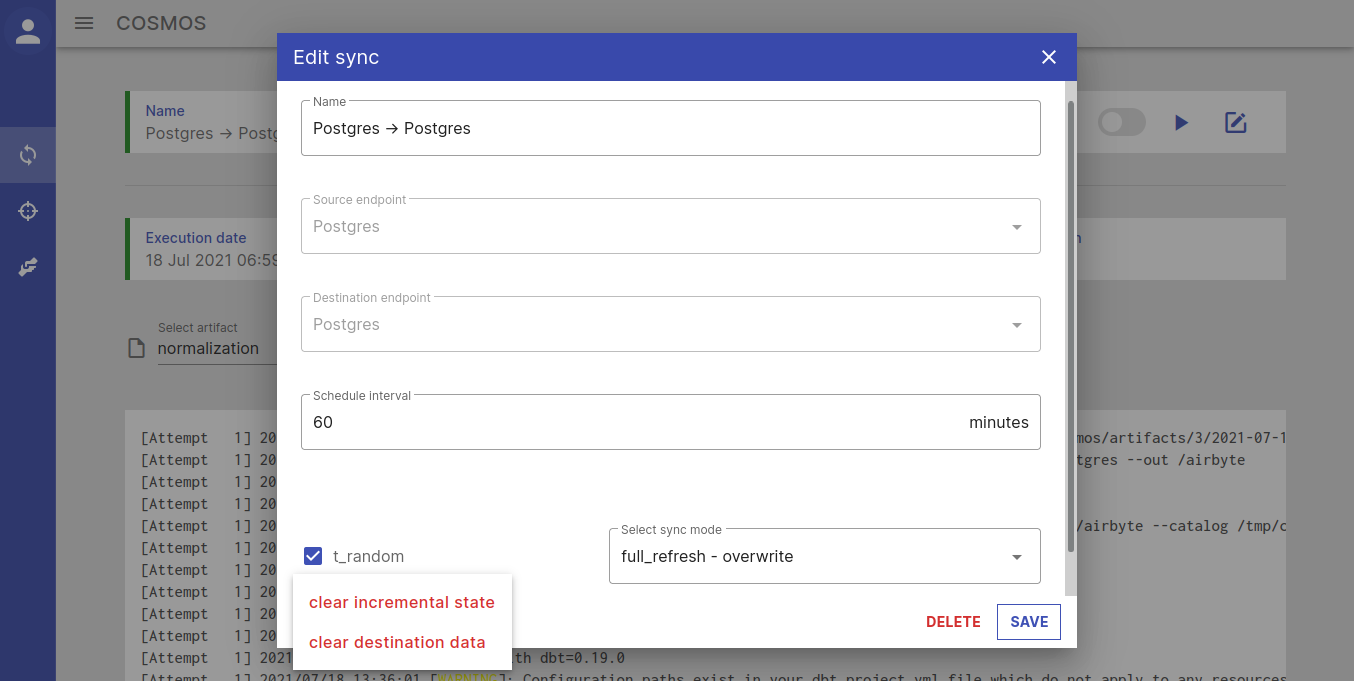 COSMOS
Edit sync
Name
Postgres → Postg
Name
Postgres → Postgres
Source endpoint
Postgres
Destination endpoint
Postgres
Execution date
18 Jul 2021 06:59
Select artifact
normalization
Schedule interval
60 minutes
[Attempt 1] 20 mos/artifacts/3/2021-07-1
[Attempt 1] 20 tgres --out /airbyte
[Attempt 1] 20
[Attempt 1] 20
[Attempt 1] 20 /airbyte --catalog /tmp/c
[Attempt 1] 20
[Attempt 1] 20
[Attempt 1] 20
[Attempt 1] 20
[Attempt 1] 20
t_random
Select sync mode
full_refresh - overwrite
clear incremental state
clear destination data
DELETE
SAVE
[Attempt 1] 2021 th dbt=0.19.0
[Attempt 1] 2021/07/18 13:36:01 [WARNING]: Configuration paths exist in your dbt_project.yml file which do not apply to any resources